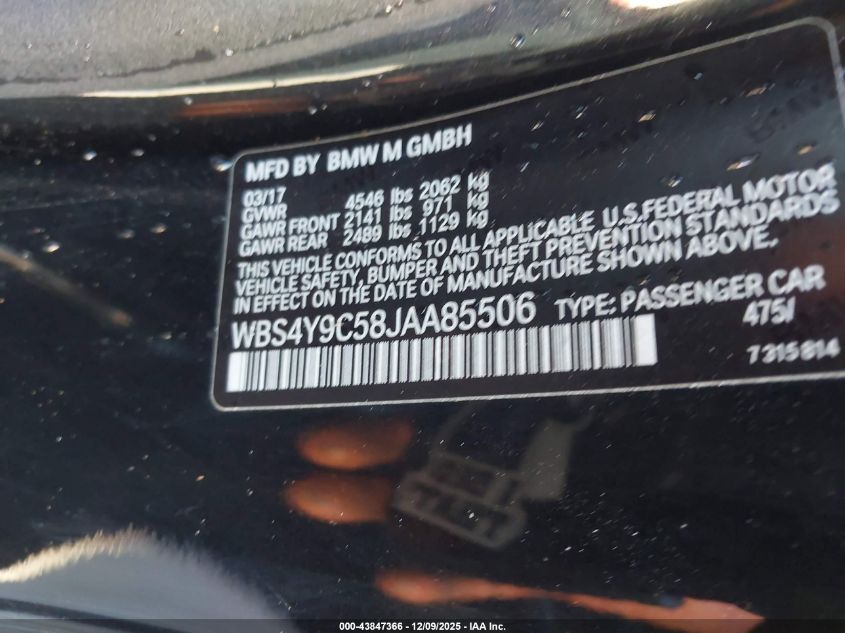 MFD BY BMW M GMBH
03/17
GVWR 4546 lbs 2062 kg
GAWR FRONT 2141 lbs 971 kg
GAWR REAR 2489 lbs 1129 kg
THIS VEHICLE CONFORMS TO ALL APPLICABLE U.S.FEDERAL MOTOR
VEHICLE SAFETY, BUMPER AND THEFT PREVENTION STANDARDS
IN EFFECT ON THE DATE OF MANUFACTURE SHOWN ABOVE.
WBS4Y9C58JAA85506 TYPE: PASSENGER CAR
475/
7315814
000-43847366 - 12/09/2025 - IAA Inc.